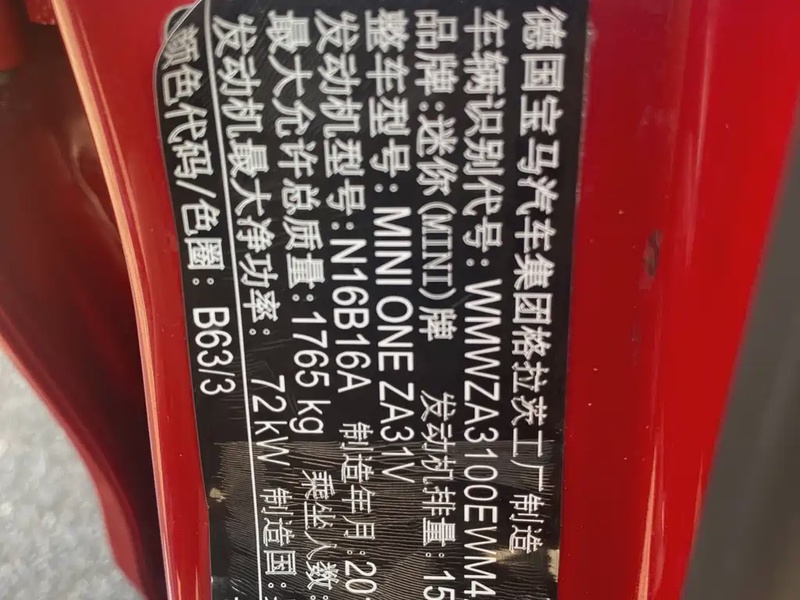 德国宝马汽车集团格拉茨工厂制造
车辆识别代号: WMWZA3100EWM4
品牌:迷你(MINI)牌 发动机排量: 15
整车型号: MINI ONE ZA31V
发动机型号: N16B16A 制造年月: 20
最大允许总质量: 1765 kg 乘坐人数:
发动机最大净功率: 72 kW 制造国:
颜色代码/色圈: B63/3